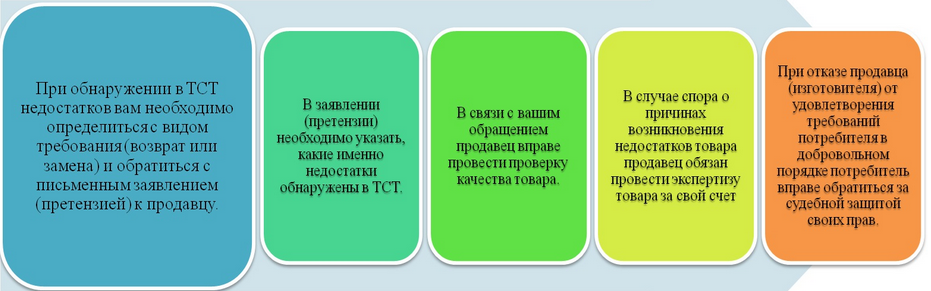 При обнаружении в ТСТ
недостатков вам необходимо
определиться с видом
требования (возврат или
замена) и обратиться с
письменным заявлением
(претензией) к продавцу.
В заявлении
(претензии)
необходимо указать,
какие именно
недостатки
обнаружены в ТСТ.
В связи с вашим
обращением
продавец вправе
провести проверку
качества товара.
В случае спора о
причинах
возникновения
недостатков товара
продавец обязан
провести экспертизу
товара за свой счет
При отказе продавца
(изготовителя) от
удовлетворения
требований
потребителя в
добровольном
порядке потребитель
вправе обратиться за
судебной защитой
своих прав.